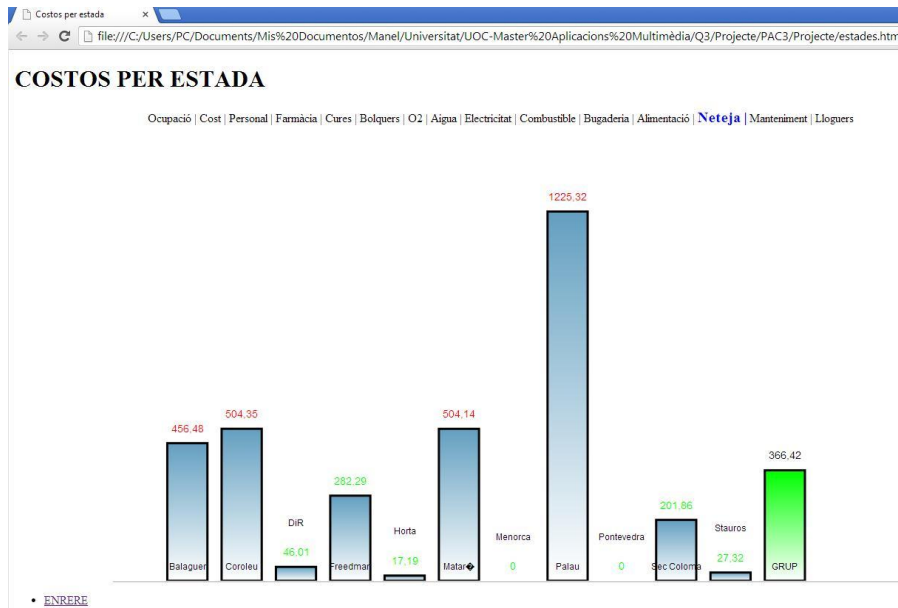 Costos per estada
file:///C:/Users/PC/Documents/Mis%20Documentos/Manel/Universitat/UOC-Master%20Aplicacions%20Multimèdia/Q3/Projecte/PAC3/Projecte/estades.htm
COSTOS PER ESTADA
Ocupació | Cost | Personal | Farmàcia | Cures | Bolquers | O2 | Aigua | Electricitat | Combustible | Bugaderia | Alimentació | Neteja | Manteniment | Lloguers
1225,32
504,35
504,14
456,48
366,42
282,29
201,86
DiR
Horta
Stauros
Menorca
Pontevedra
46,01
17,19
27,32
Balaguer
Coroleu
Freedman
Matar�
0
Palau
0
Sec Coloma
GRUP
ENRERE